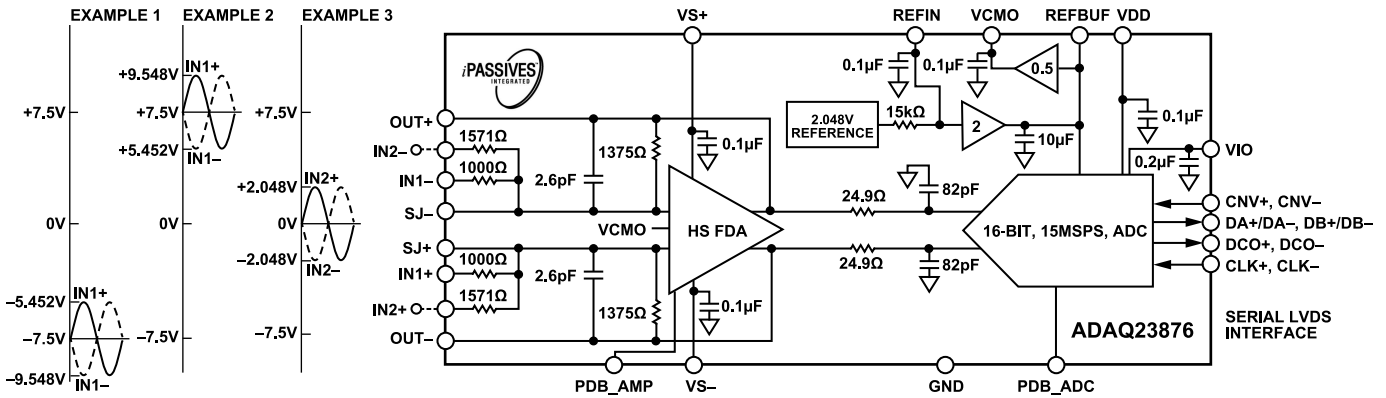 EXAMPLE 1 EXAMPLE 2 EXAMPLE 3
+9.548V
IN1+
+7.5V
+7.5V
+7.5V
+5.452V
IN1–
+2.048V
IN2+
0V
0V
0V
–2.048V
IN2–
–5.452V
IN1+
–7.5V
–7.5V
–7.5V
–9.548V
IN1–
VS+
REFIN
VCMO
REFBUF
VDD
iPASSIVES
INTEGRATED
0.1µF
0.1µF
0.5
2.048V
REFERENCE
15kΩ
2
10µF
0.1µF
0.2µF
VIO
OUT+
IN2–
1571Ω
IN1–
1000Ω
SJ–
2.6pF
1375Ω
0.1µF
VCMO
HS FDA
24.9Ω
82pF
SJ+
IN1+
1000Ω
IN2+
1571Ω
OUT–
2.6pF
1375Ω
0.1µF
24.9Ω
82pF
16-BIT, 15MSPS, ADC
CNV+, CNV–
DA+/DA–, DB+/DB–
DCO+, DCO–
CLK+, CLK–
SERIAL LVDS
INTERFACE
ADAQ23876
PDB_AMP
VS–
GND
PDB_ADC